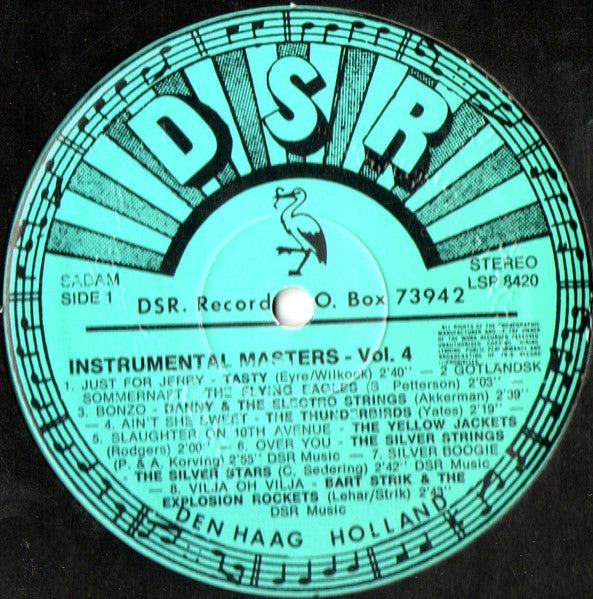 DSR
SADAM
SIDE 1
STEREO
LSP 8420
DSR. Record O. Box 73942
INSTRUMENTAL MASTERS - Vol. 4
1. JUST FOR JERRY - TASTY (Eyre/Wilkock) 2'40'' - 2 GOTLANDSK
SOMMERNATT - THE FLYING EAGLES (S. Petterson) 2'03'' -
3. BONZO - DANNY & THE ELECTRO STRINGS (Akkerman) 2'39''
- 4. AIN'T SHE SWEET - THE THUNDERBIRDS (Yates) 2'19'' -
5. SLAUGHTER ON 10TH AVENUE - THE YELLOW JACKETS
(Rodgers) 2'00'' - 6. OVER YOU - THE SILVER STRINGS
(P. & A. Korving) 2'55'' DSR Music - 7. SILVER BOOGIE
- THE SILVER STARS (C. Sedering) 2'42'' DSR Music
- 8. VILJA OH VILJA - BART STRIK & THE
EXPLOSION ROCKETS (Lehar/Strik) 2'43''
DSR Music
DEN HAAG HOLLAND